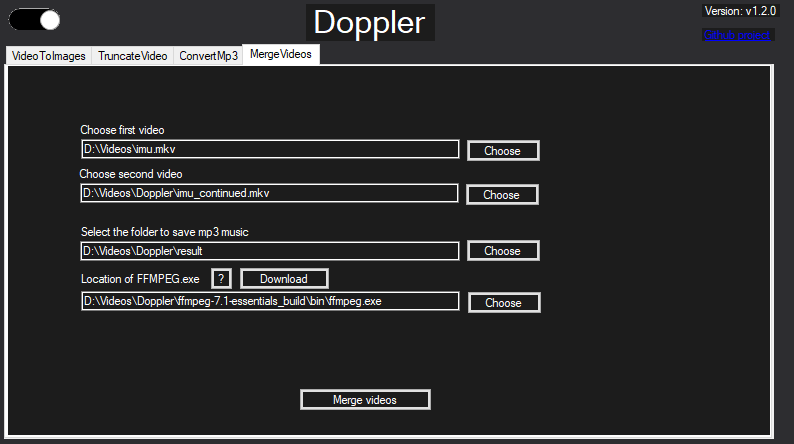 Doppler
Version: v1.2.0
Github project
VideoToImages TruncateVideo ConvertMp3 MergeVideos
Choose first video
D:\Videos\imu.mkv Choose
Choose second video
D:\Videos\Doppler\imu_continued.mkv Choose
Select the folder to save mp3 music
D:\Videos\Doppler\result Choose
Location of FFMPEG.exe ? Download
D:\Videos\Doppler\ffmpeg-7.1-essentials_build\bin\ffmpeg.exe Choose
Merge videos